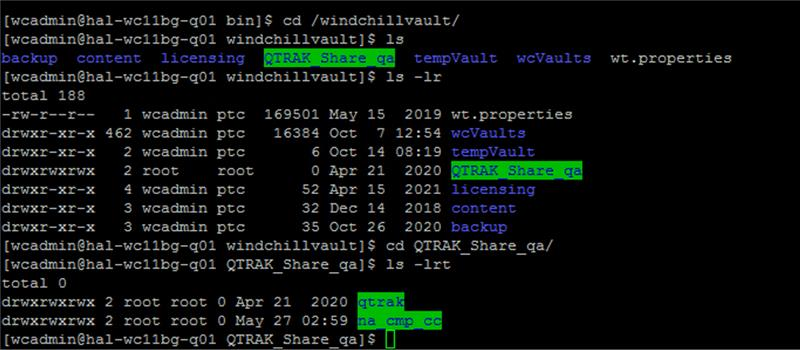 [wcadmin@hal-wc11bg-q01 bin]$ cd /windchillvault/
[wcadmin@hal-wc11bg-q01 windchillvault]$ ls
backup  content  licensing  QTRAK_Share_qa  tempVault  wcVaults  wt.properties
[wcadmin@hal-wc11bg-q01 windchillvault]$ ls -lr
total 188
-rw-r--r--   1 wcadmin ptc  169501 May 15  2019 wt.properties
drwxr-xr-x 462 wcadmin ptc   16384 Oct  7 12:54 wcVaults
drwxr-xr-x   2 wcadmin ptc       6 Oct 14 08:19 tempVault
drwxrwxrwx   2 root    root      0 Apr 21  2020 QTRAK_Share_qa
drwxr-xr-x   4 wcadmin ptc      52 Apr 15  2021 licensing
drwxr-xr-x   3 wcadmin ptc      32 Dec 14  2018 content
drwxr-xr-x   3 wcadmin ptc      35 Oct 26  2020 backup
[wcadmin@hal-wc11bg-q01 windchillvault]$ cd QTRAK_Share_qa/
[wcadmin@hal-wc11bg-q01 QTRAK_Share_qa]$ ls -lrt
total 0
drwxrwxrwx 2 root root 0 Apr 21  2020 qtrak
drwxrwxrwx 2 root root 0 May 27 02:59 na_cmp_cc
[wcadmin@hal-wc11bg-q01 QTRAK_Share_qa]$